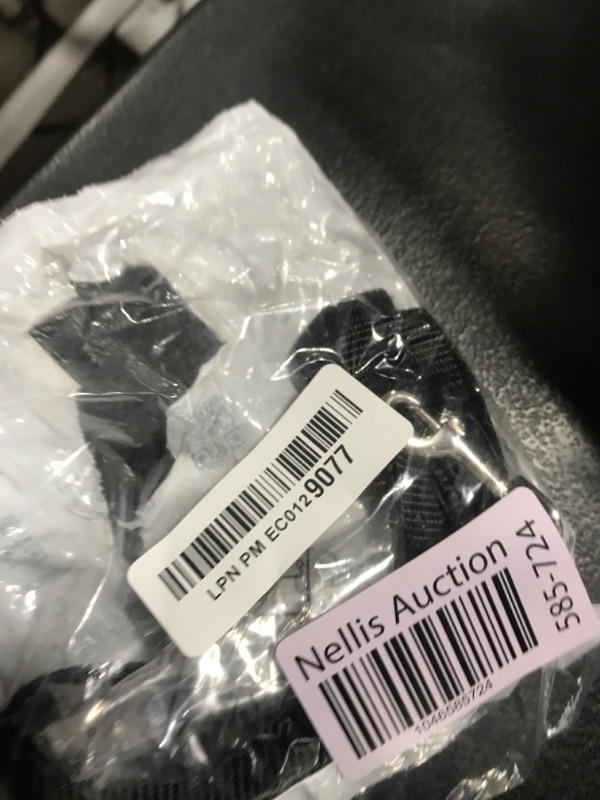 LPN PM EC0129077
Nellis Auction
585-724
1046585724